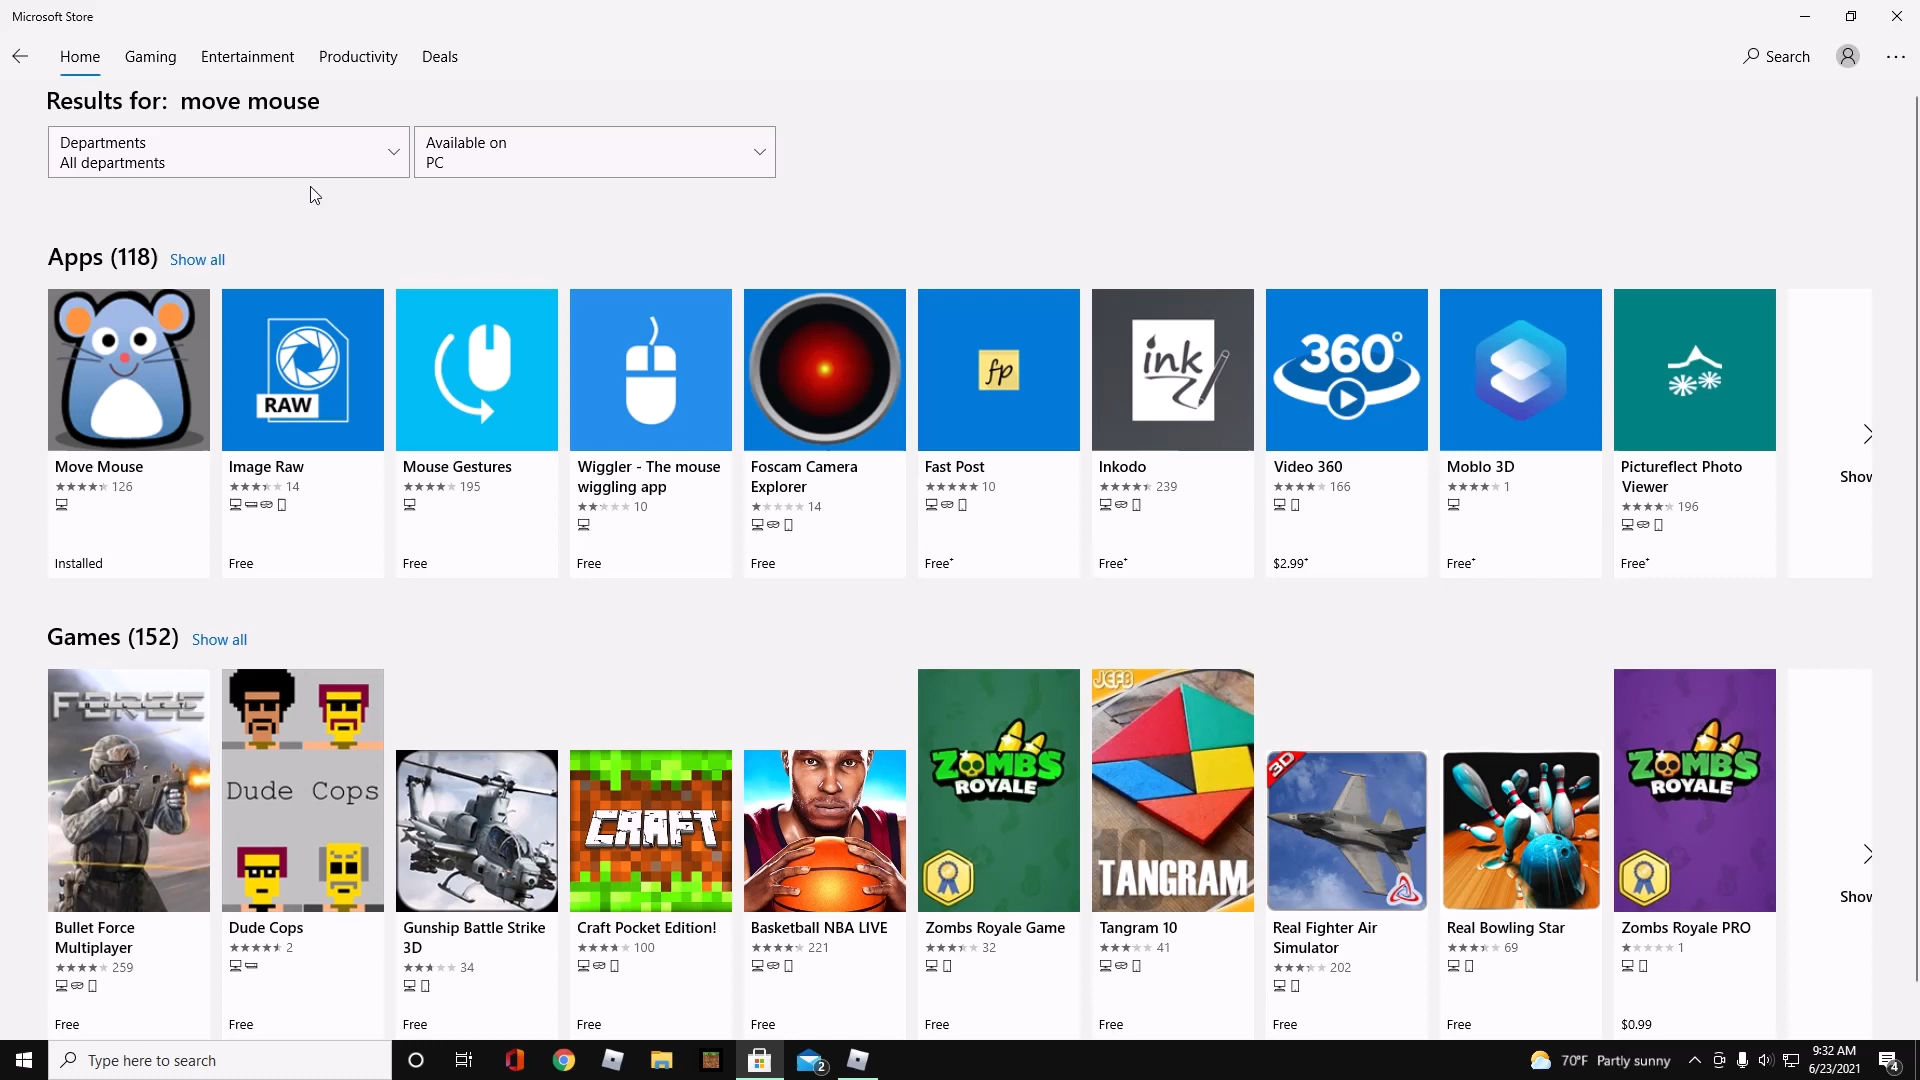 Microsoft Store
Home Gaming Entertainment Productivity Deals Search
Results for: move mouse
Departments
All departments
Available on
PC
Apps (118) Show all
RAW
fp
ink
360°
Move Mouse
126
Installed
Image Raw
14
Free
Mouse Gestures
195
Free
Wiggler - The mouse
wiggling app
10
Free
Foscam Camera
Explorer
14
Free
Fast Post
10
Free+
Inkodo
239
Free+
Video 360
166
$2.99+
Moblo 3D
1
Free+
Pictureflect Photo
Viewer
196
Free+
Show
Games (152) Show all
FORCE
Dude Cops
CRAFT
ZOMBS
ROYALE
JEFB
10
TANGRAM
3D
ZOMBS
ROYALE
Bullet Force
Multiplayer
259
Free
Dude Cops
2
Free
Gunship Battle Strike
3D
34
Free
Craft Pocket Edition!
100
Free
Basketball NBA LIVE
221
Free
Zombs Royale Game
32
Free
Tangram 10
41
Free
Real Fighter Air
Simulator
202
Free
Real Bowling Star
69
Free
Zombs Royale PRO
1
$0.99
Show
Type here to search
2
70°F Partly sunny
9:32 AM
6/23/2021
4